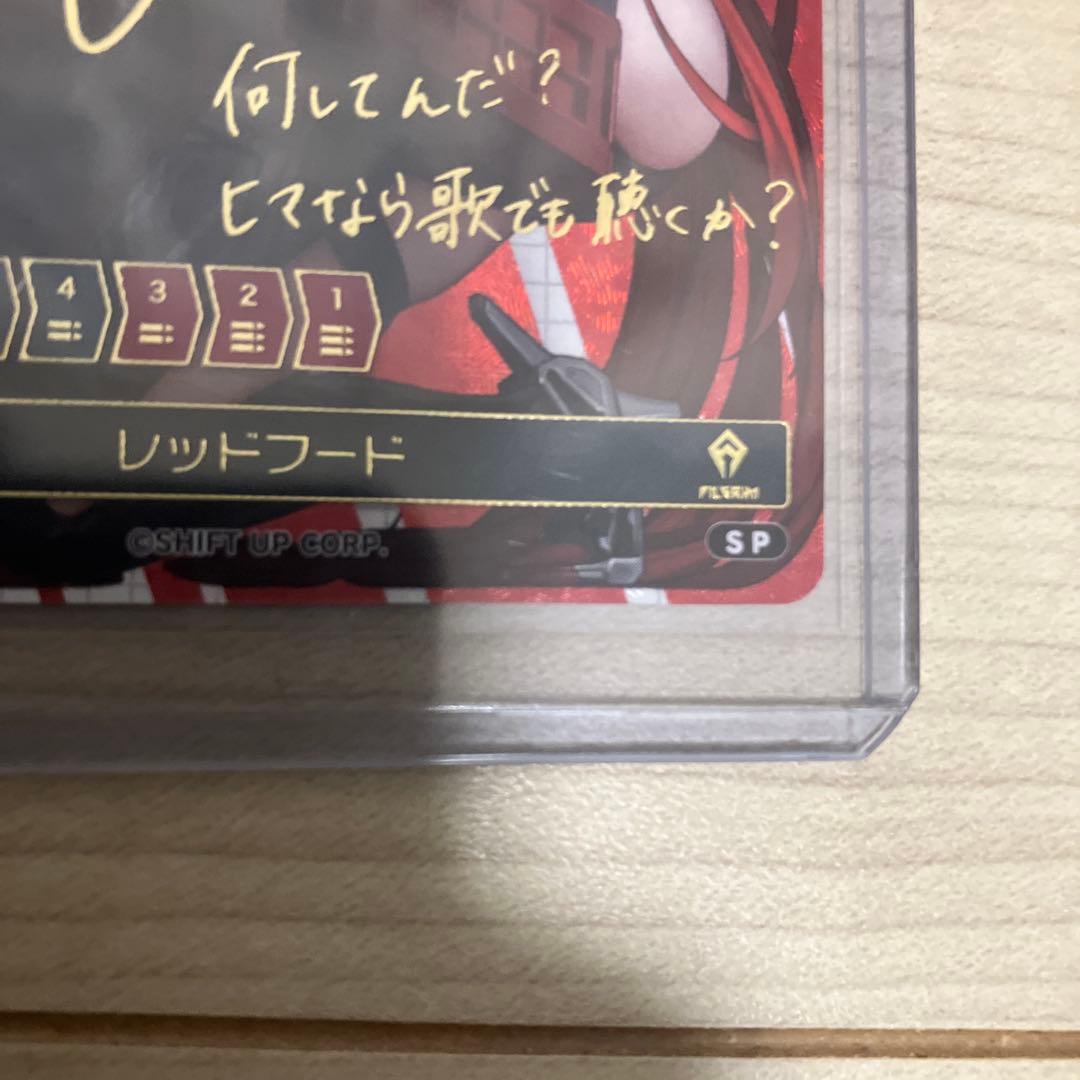 何してんだ?
ヒマなら歌でも聴くか?
4 3 2 1
レッドフード
PILGRIM
©SHIFT UP CORP.
SP